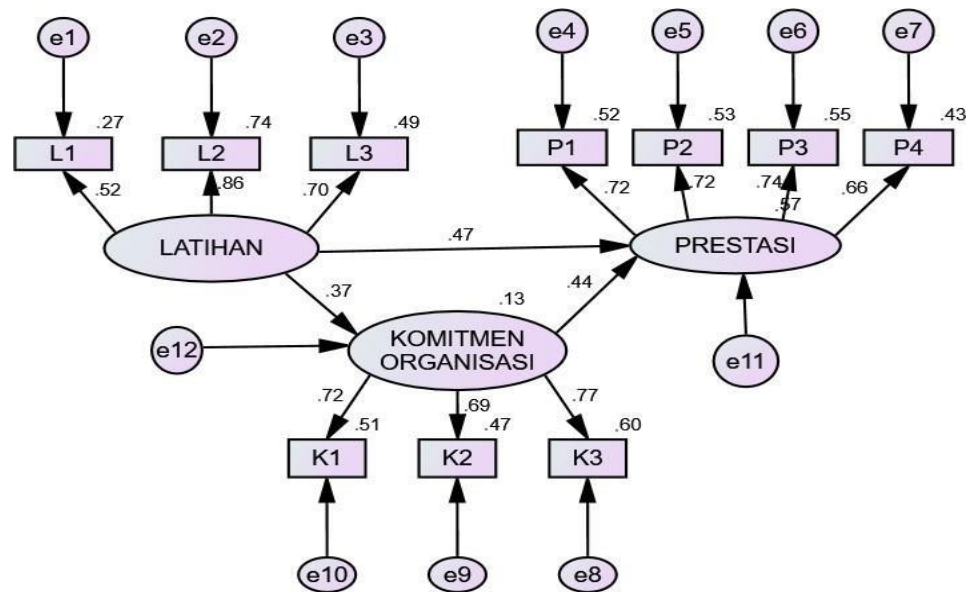 e1
e2
e3
e4
e5
e6
e7
.27
.74
.49
.52
.53
.55
.43
L1
L2
L3
P1
P2
P3
P4
.52
.86
.70
.72
.72
.74
.66
.57
LATIHAN
.47
PRESTASI
.37
.13
.44
e12
KOMITMEN
ORGANISASI
e11
.72
.69
.77
.51
.47
.60
K1
K2
K3
e10
e9
e8